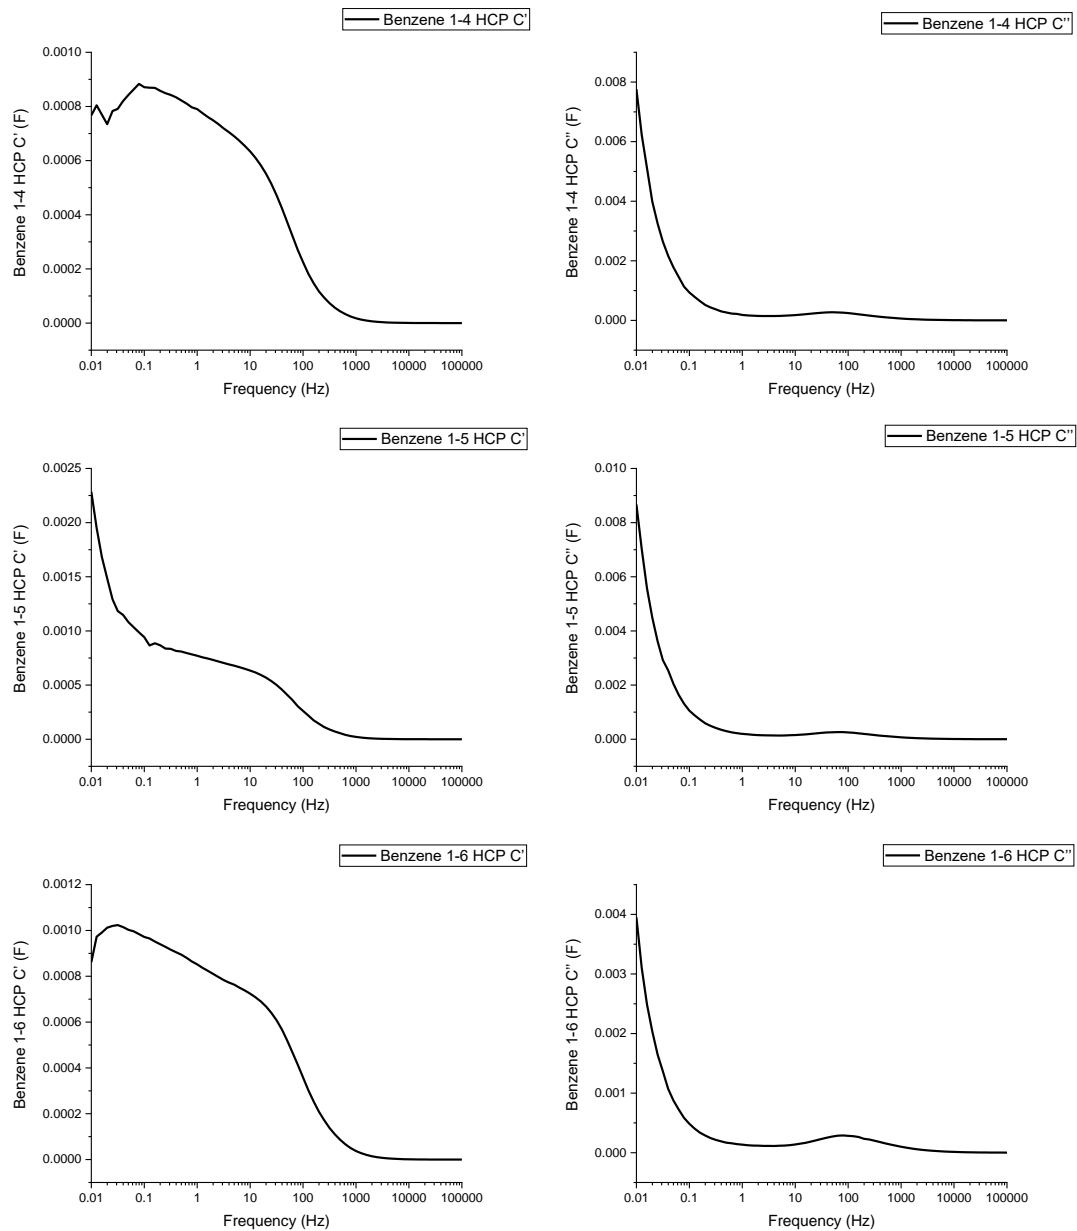 Benzene 1-4 HCP C'
0.0010
0.0008
0.0006
0.0004
0.0002
0.0000
Benzene 1-4 HCP C' (F)
0.01 0.1 1 10 100 1000 10000 100000
Frequency (Hz)
Benzene 1-4 HCP C''
0.008
0.006
0.004
0.002
0.000
Benzene 1-4 HCP C'' (F)
0.01 0.1 1 10 100 1000 10000 100000
Frequency (Hz)
Benzene 1-5 HCP C'
0.0025
0.0020
0.0015
0.0010
0.0005
0.0000
Benzene 1-5 HCP C' (F)
0.01 0.1 1 10 100 1000 10000 100000
Frequency (Hz)
Benzene 1-5 HCP C''
0.010
0.008
0.006
0.004
0.002
0.000
Benzene 1-5 HCP C'' (F)
0.01 0.1 1 10 100 1000 10000 100000
Frequency (Hz)
Benzene 1-6 HCP C'
0.0012
0.0010
0.0008
0.0006
0.0004
0.0002
0.0000
Benzene 1-6 HCP C' (F)
0.01 0.1 1 10 100 1000 10000 100000
Frequency (Hz)
Benzene 1-6 HCP C''
0.004
0.003
0.002
0.001
0.000
Benzene 1-6 HCP C'' (F)
0.01 0.1 1 10 100 1000 10000 100000
Frequency (Hz)